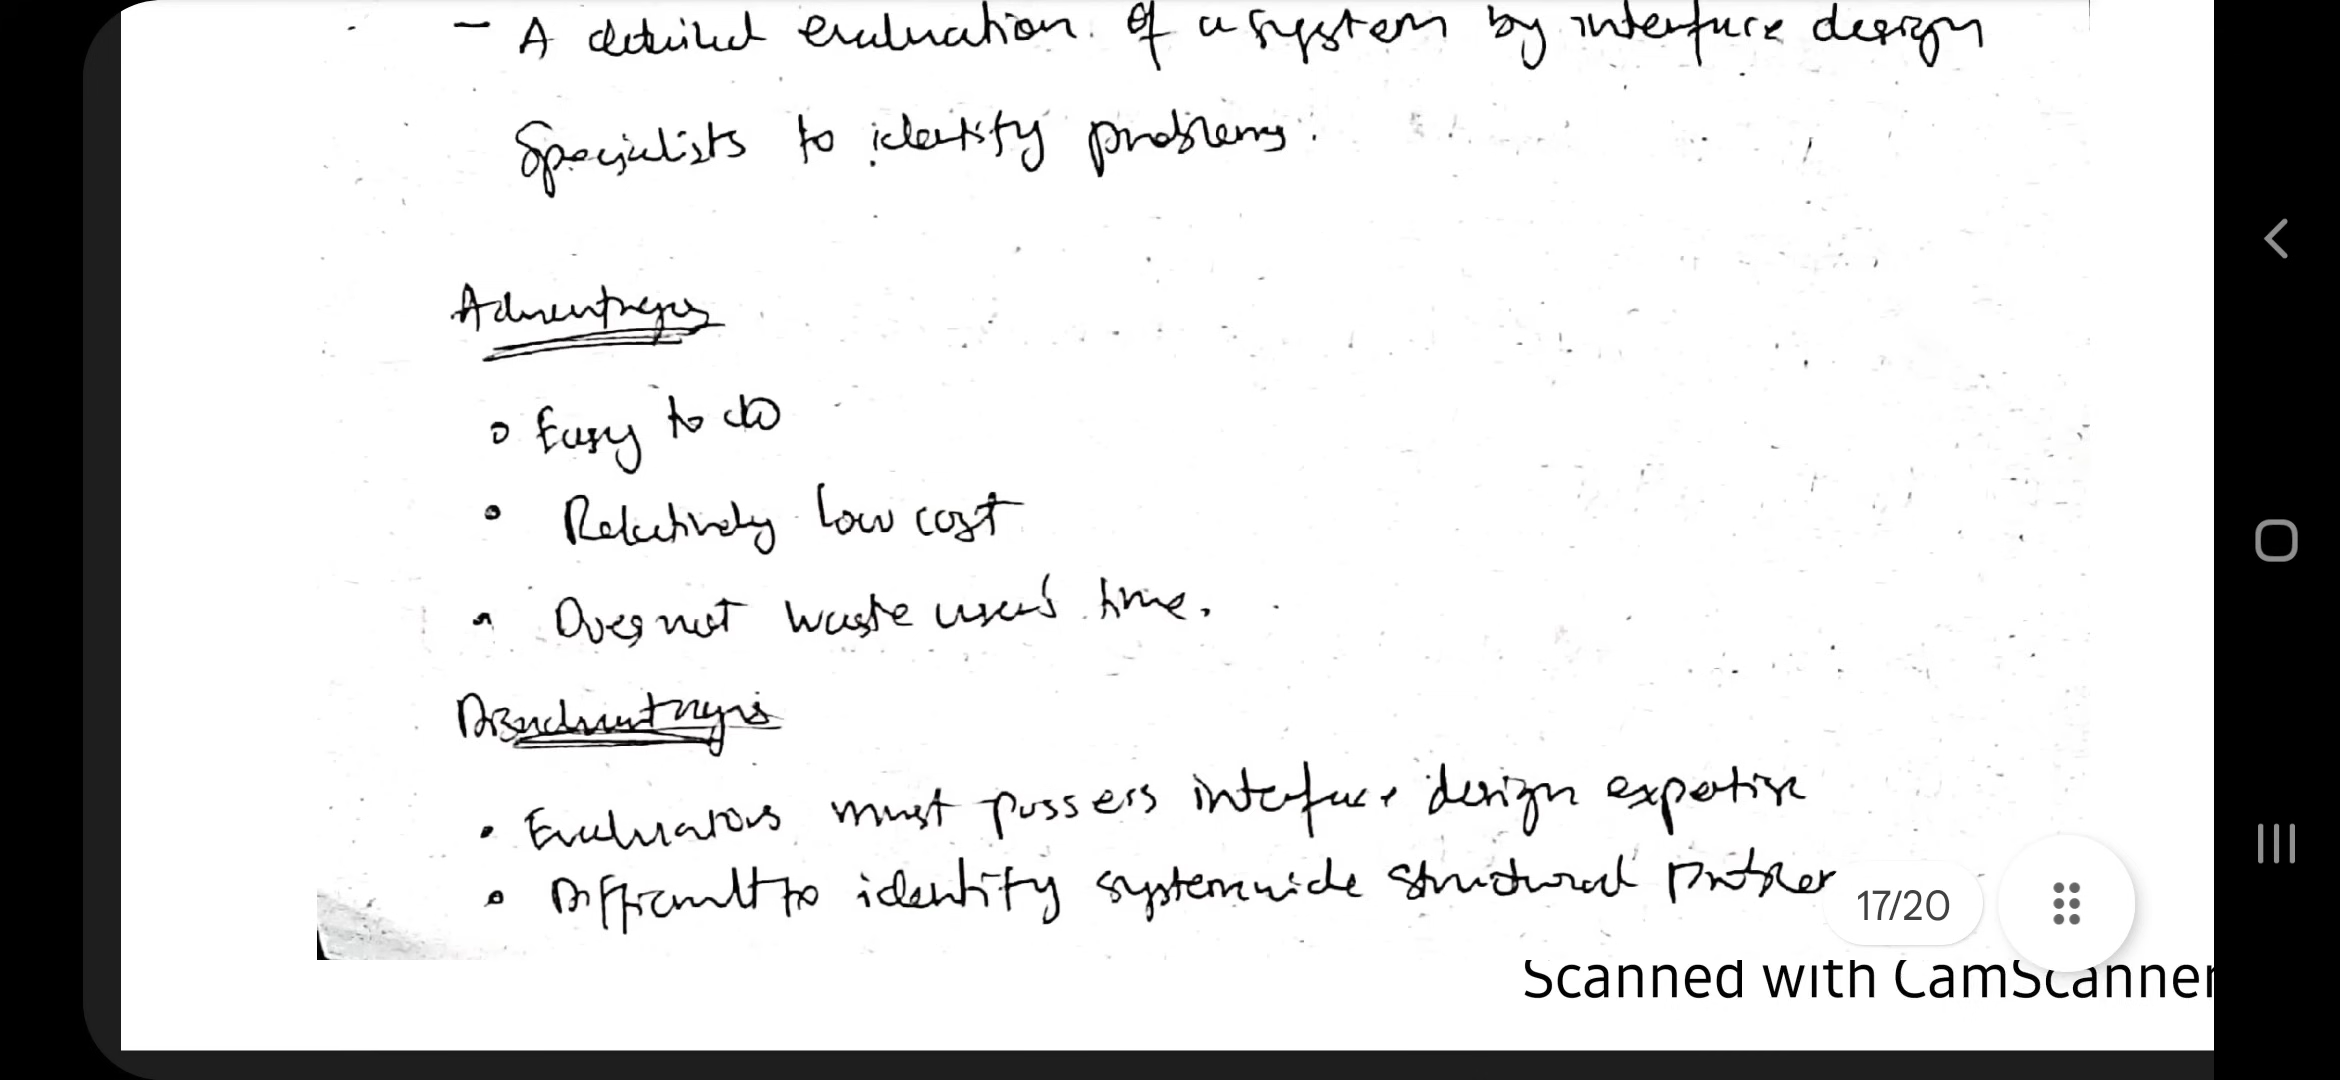 - A detailed evaluation of a system by interface design
Specialists to identify problems.
Advantages
Easy to do
Relatively low cost
Does not waste user's time.
Disadvantages
Evaluators must possess interface design expertise
Difficult to identify systemwide structural
17/20
Scanned with CamScanner